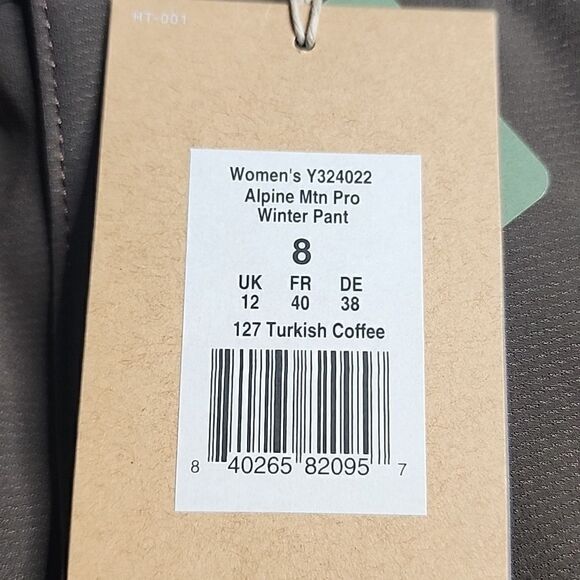 HT-001
Women's Y324022
Alpine Mtn Pro
Winter Pant
8
UK FR DE
12 40 38
127 Turkish Coffee
8 40265 82095 7